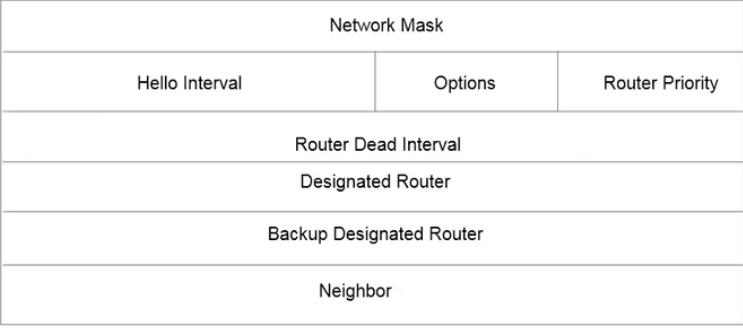 Network Mask
Hello Interval Options Router Priority
Router Dead Interval
Designated Router
Backup Designated Router
Neighbor